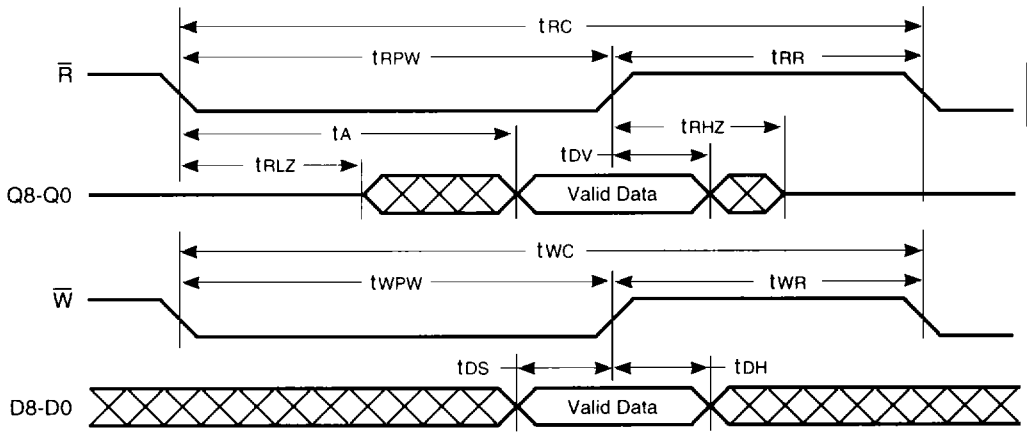 tRC
tRPW tRR
R̅
tA tRHZ
tRLZ tDV
Q8-Q0 Valid Data
tWC
tWPW tWR
W̅
tDS tDH
D8-D0 Valid Data